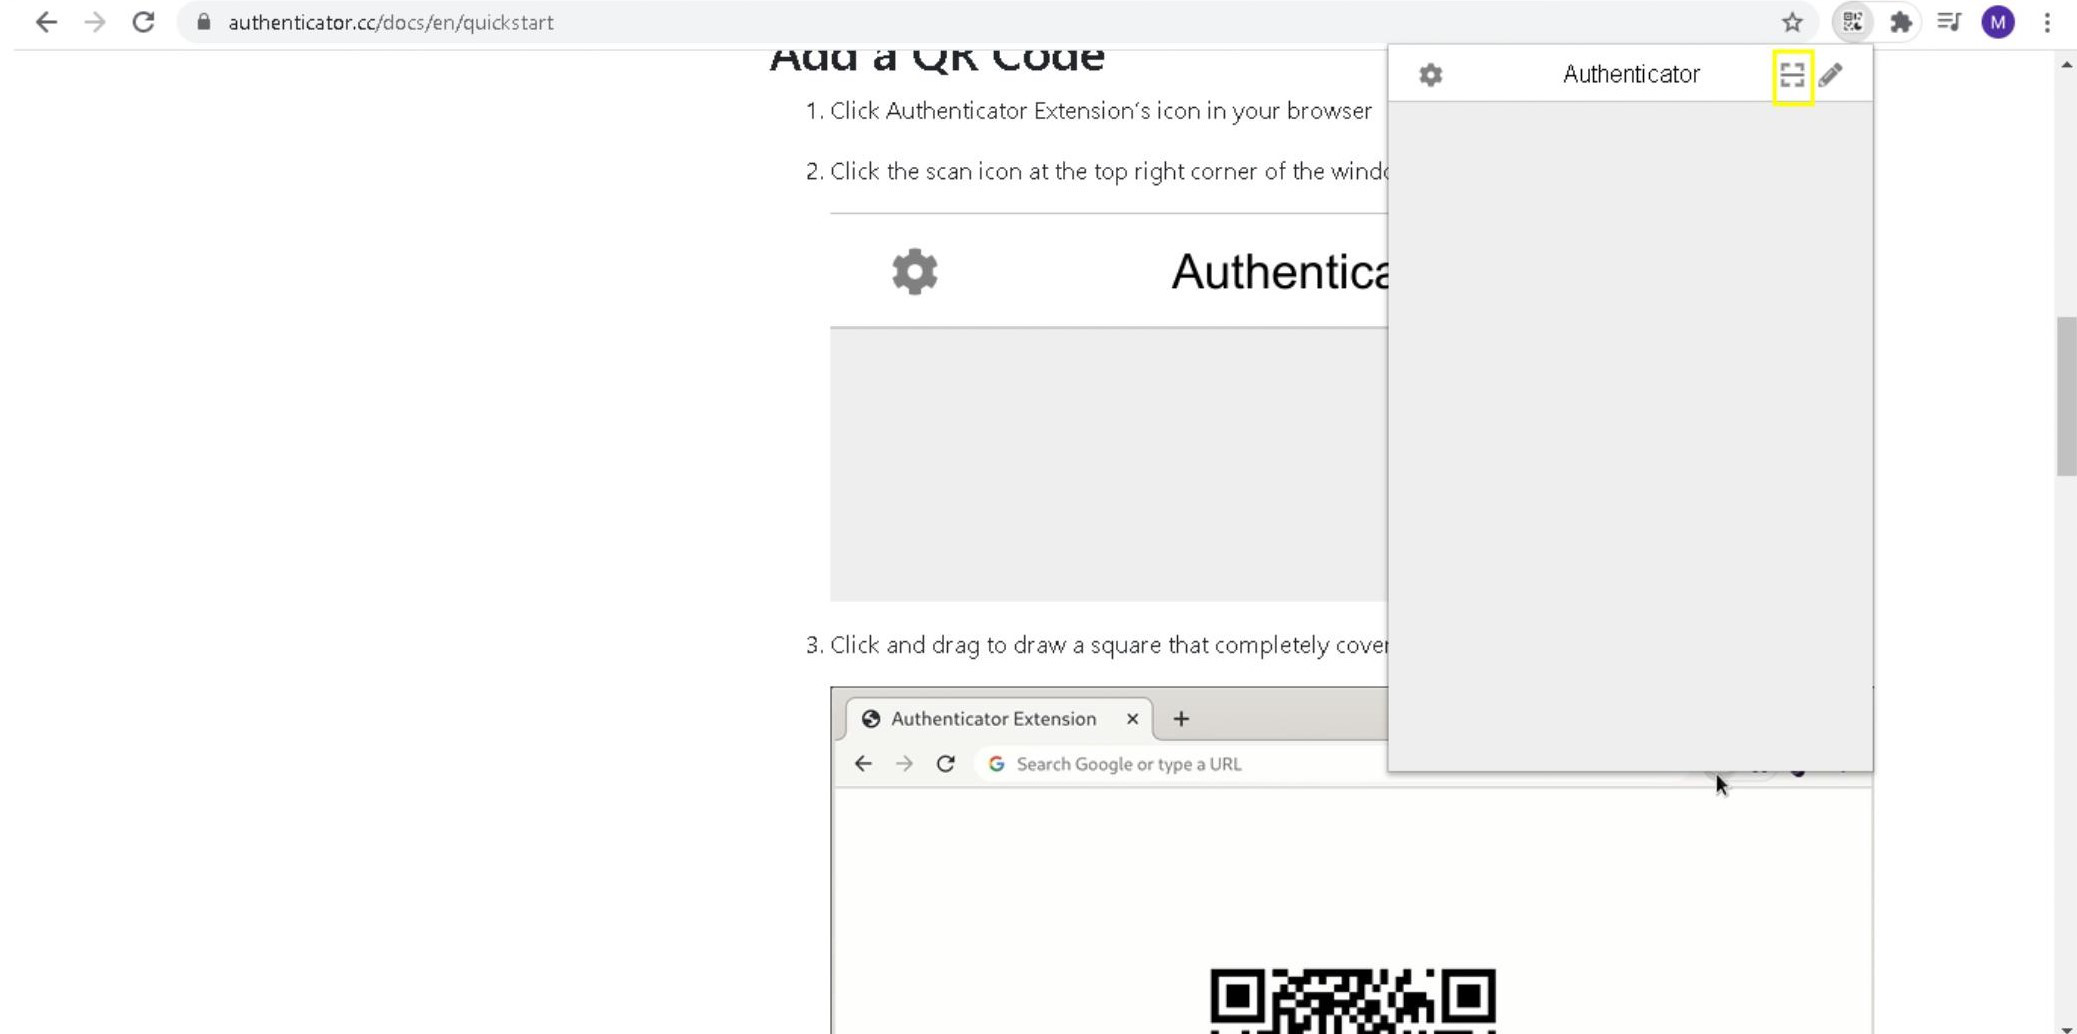 authenticator.cc/docs/en/quickstart
M
Add a QR Code
Authenticator
1. Click Authenticator Extension's icon in your browser
2. Click the scan icon at the top right corner of the
Authentica
3. Click and drag to draw a square that completely
Authenticator Extension
Search Google or type a URL